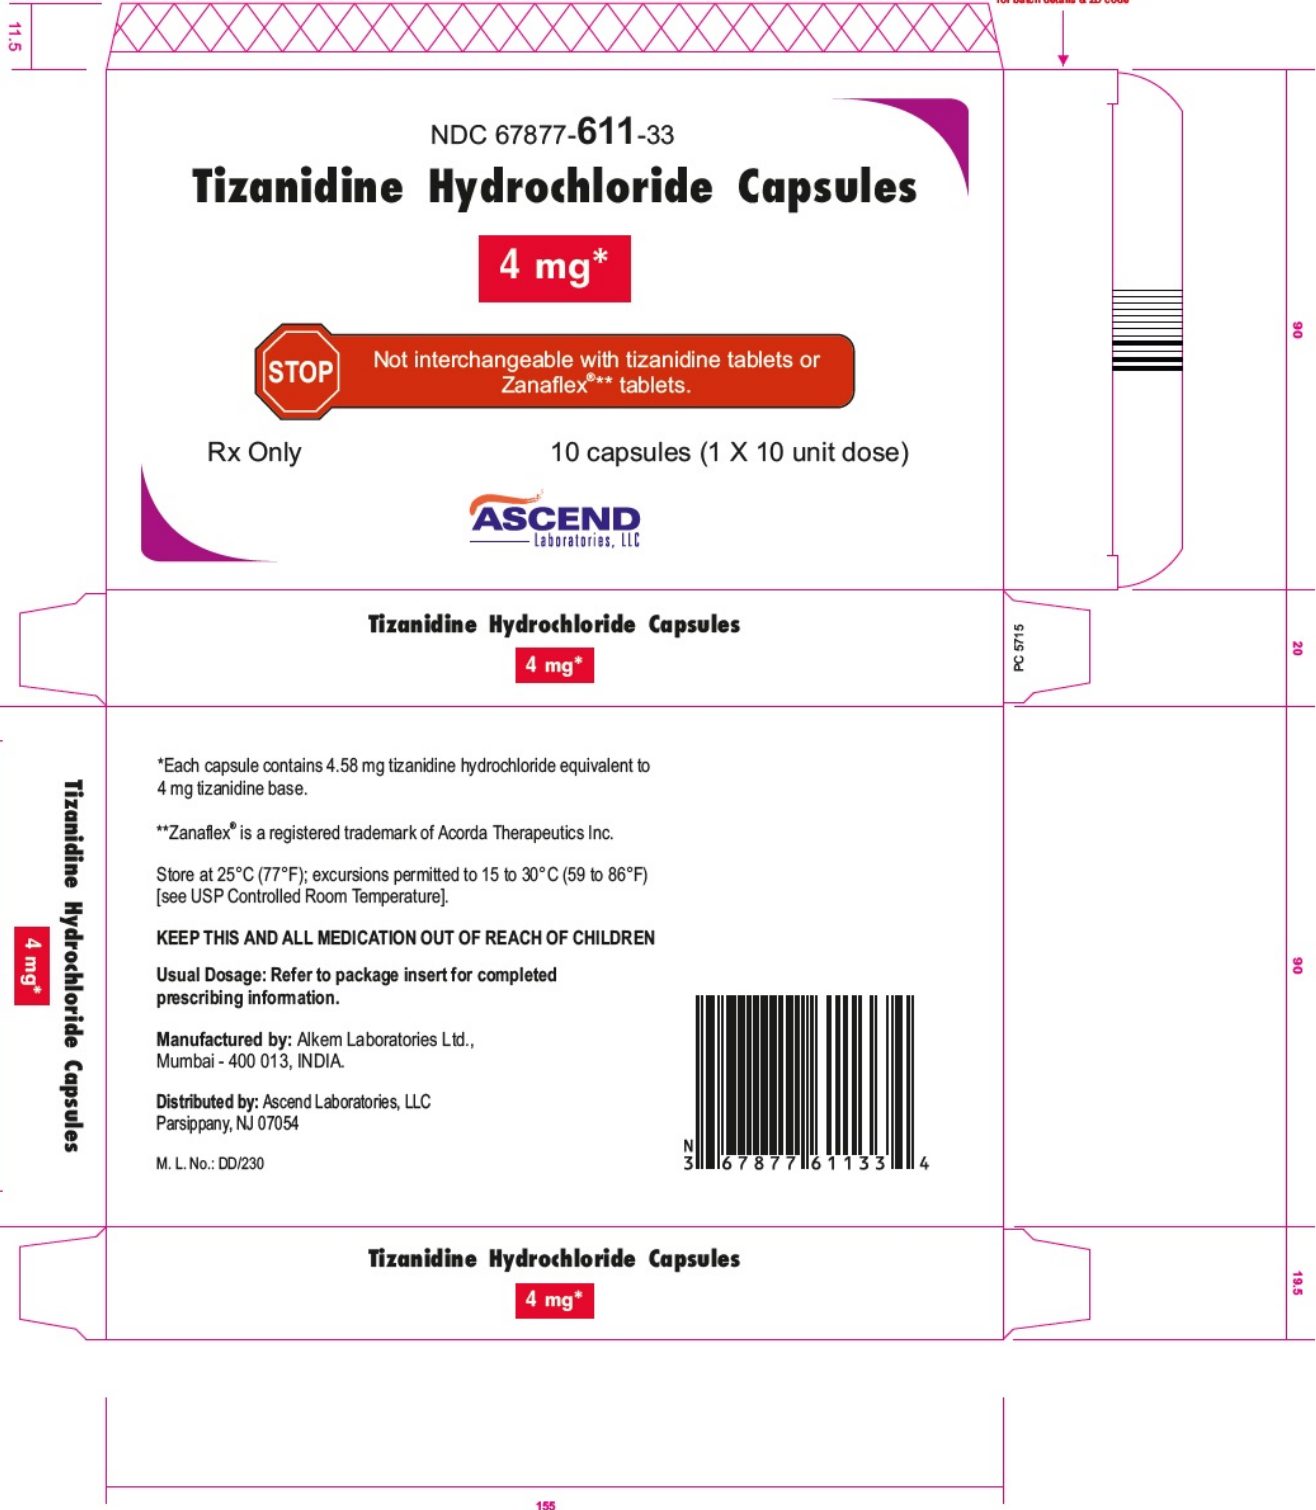 11.5
NDC 67877-611-33
Tizanidine Hydrochloride Capsules
4 mg*
STOP
Not interchangeable with tizanidine tablets or
Zanaflex®** tablets.
Rx Only
10 capsules (1 X 10 unit dose)
ASCEND
Laboratories, LLC
90
Tizanidine Hydrochloride Capsules
4 mg*
PC 5715
20
Tizanidine Hydrochloride Capsules
4 mg*
*Each capsule contains 4.58 mg tizanidine hydrochloride equivalent to
4 mg tizanidine base.
**Zanaflex® is a registered trademark of Acorda Therapeutics Inc.
Store at 25°C (77°F); excursions permitted to 15 to 30°C (59 to 86°F)
[see USP Controlled Room Temperature].
KEEP THIS AND ALL MEDICATION OUT OF REACH OF CHILDREN
Usual Dosage: Refer to package insert for completed
prescribing information.
Manufactured by: Alkem Laboratories Ltd.,
Mumbai - 400 013, INDIA.
Distributed by: Ascend Laboratories, LLC
Parsippany, NJ 07054
M. L. No.: DD/230
N
3 67877 61133 4
90
Tizanidine Hydrochloride Capsules
4 mg*
19.5
155